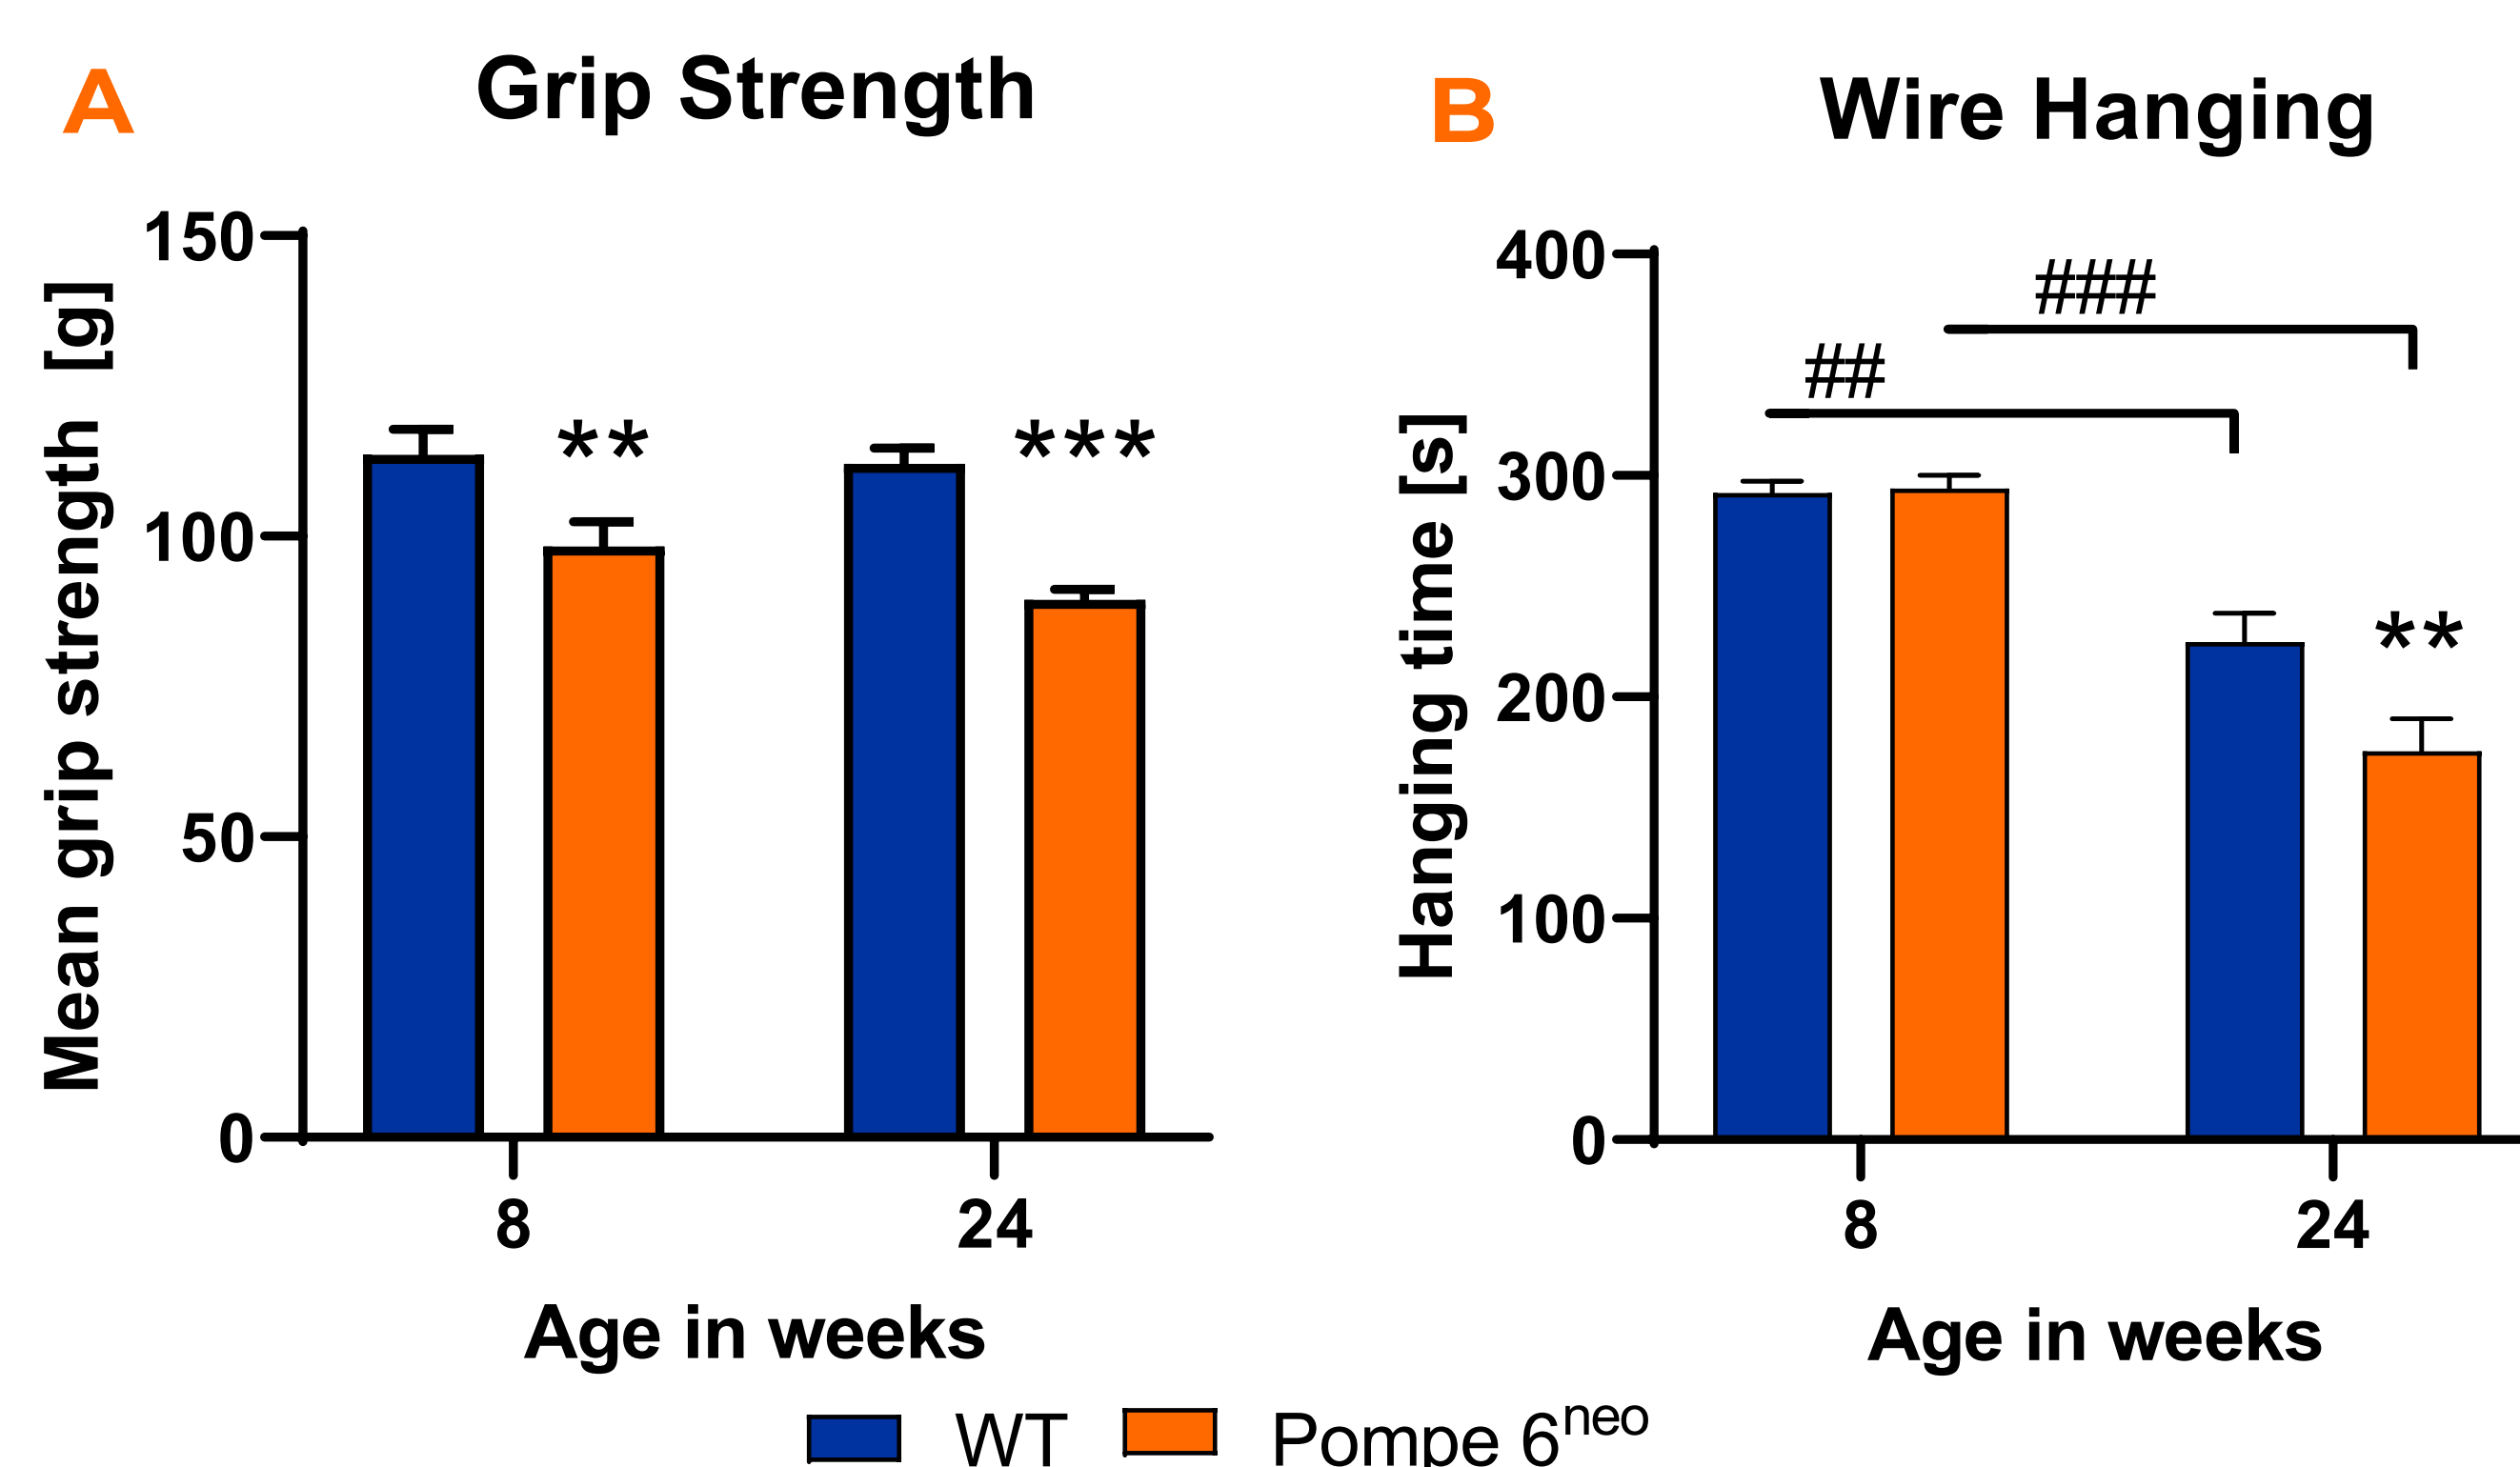 A
Grip Strength
Mean grip strength [g]
150
100
50
0
**
***
8
24
Age in weeks
B
Wire Hanging
Hanging time [s]
400
300
200
100
0
###
##
**
8
24
Age in weeks
WT
Pompe 6neo